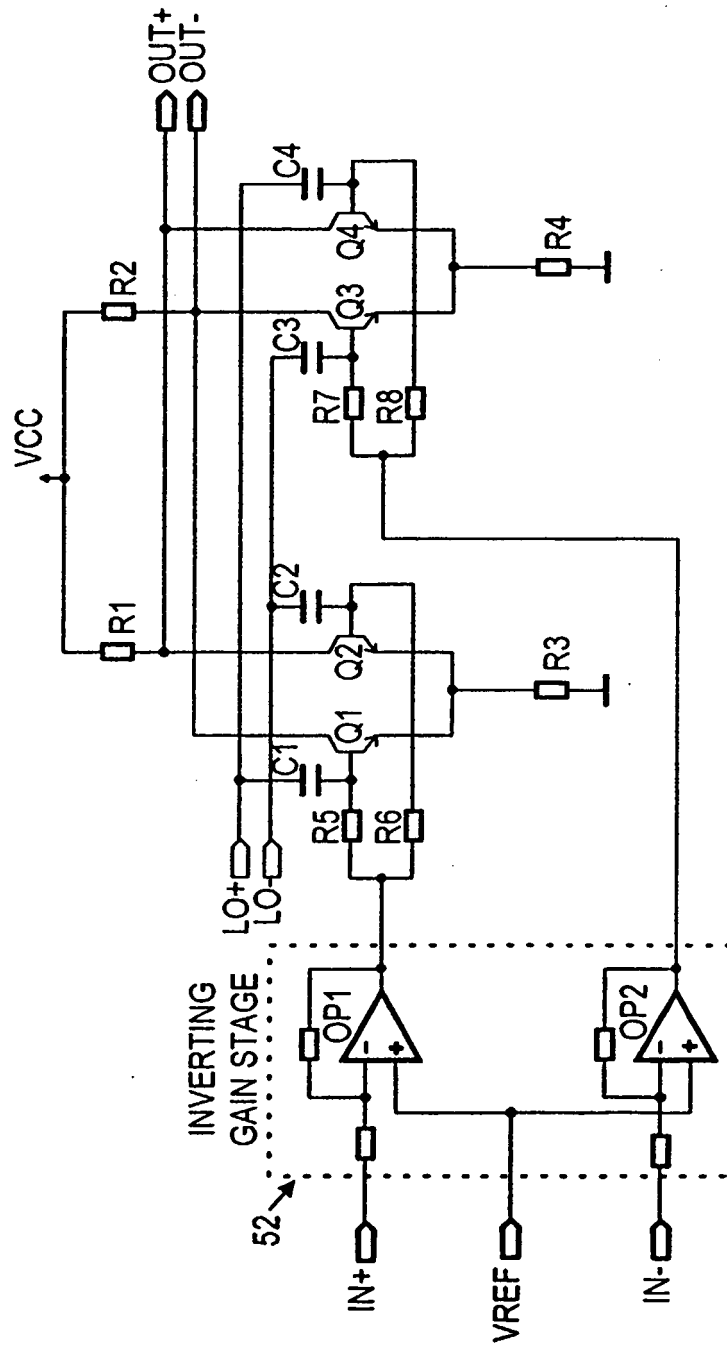 VCC
R1
R2
OUT+
OUT-
LO+
LO-
C1
C2
C3
C4
Q1
Q2
Q3
Q4
R5
R6
R7
R8
R3
R4
INVERTING
GAIN STAGE
52
IN+
OP1
-
+
VREF
IN-
OP2
-
+